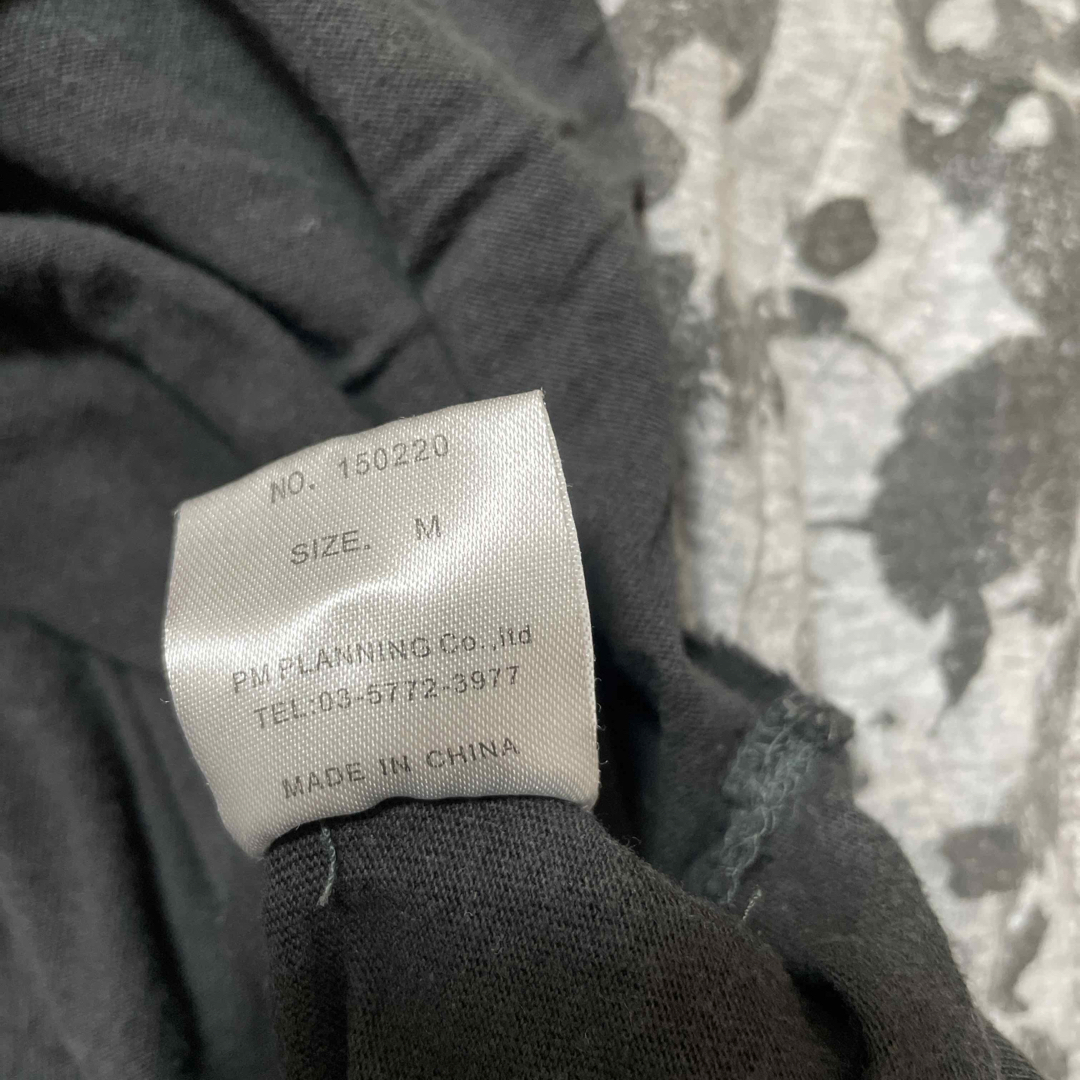 NO. 150220
SIZE. M
PM PLANNING Co.,ltd
TEL:03-5772-3977
MADE IN CHINA